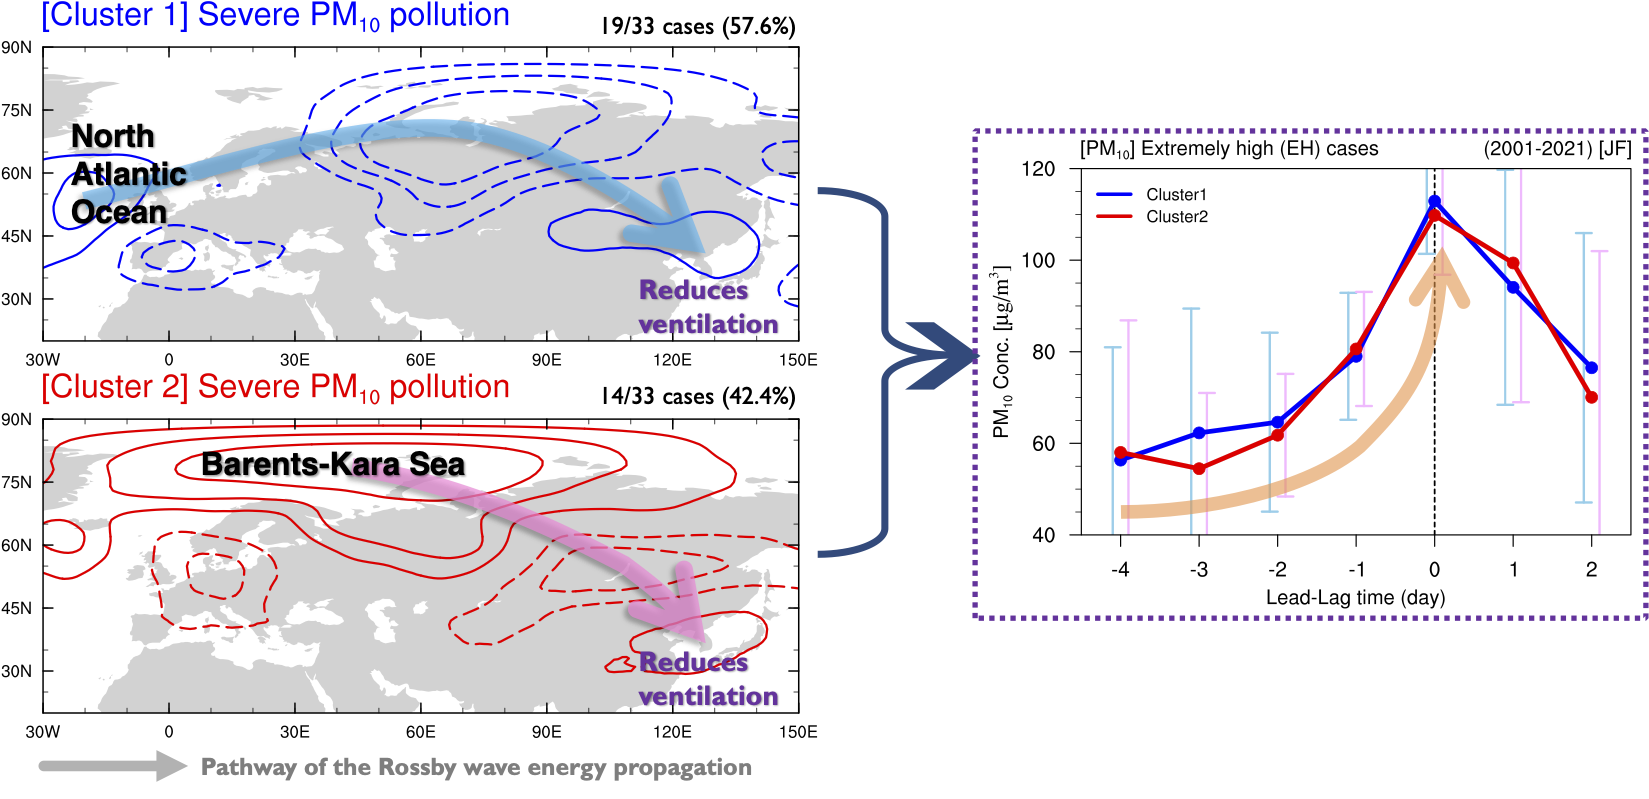 [Cluster 1] Severe PM10 pollution
19/33 cases (57.6%)
90N
75N
60N
45N
30N
North
Atlantic
Ocean
Reduces
ventilation
30W 0 30E 60E 90E 120E 150E
[Cluster 2] Severe PM10 pollution
14/33 cases (42.4%)
90N
75N
60N
45N
30N
Barents-Kara Sea
Reduces
ventilation
30W 0 30E 60E 90E 120E 150E
Pathway of the Rossby wave energy propagation
[PM10] Extremely high (EH) cases (2001-2021) [JF]
Cluster1
Cluster2
PM10 Conc. [µg/m³]
120
100
80
60
40
-4 -3 -2 -1 0 1 2
Lead-Lag time (day)